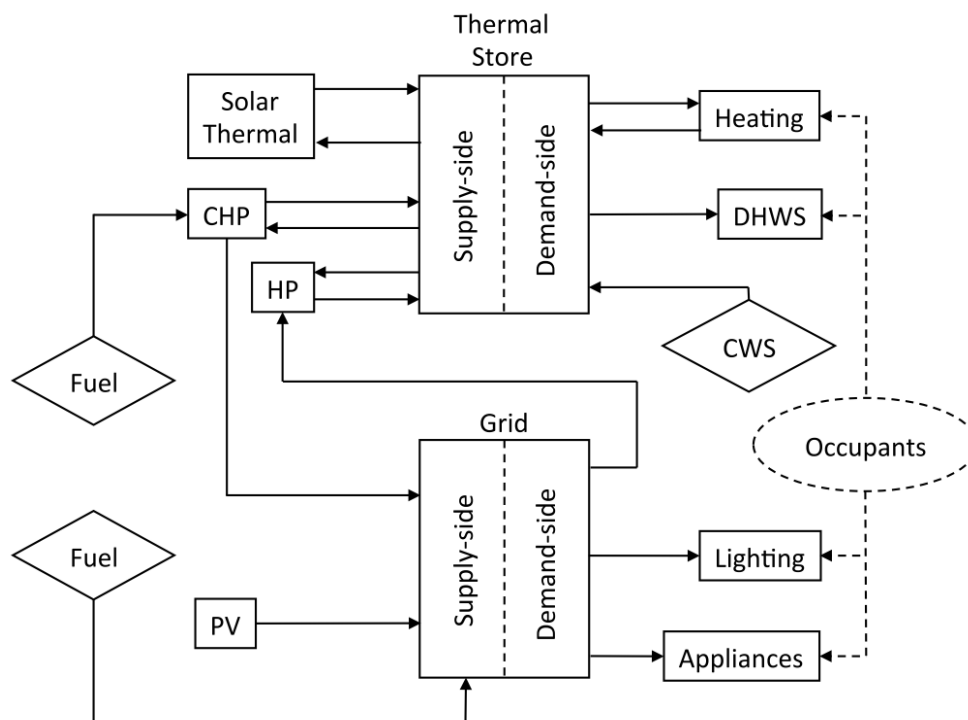 Thermal
Store
Solar
Thermal
Supply-side
Demand-side
Heating
CHP
DHWS
HP
CWS
Fuel
Grid
Occupants
Supply-side
Demand-side
Fuel
Lighting
PV
Appliances